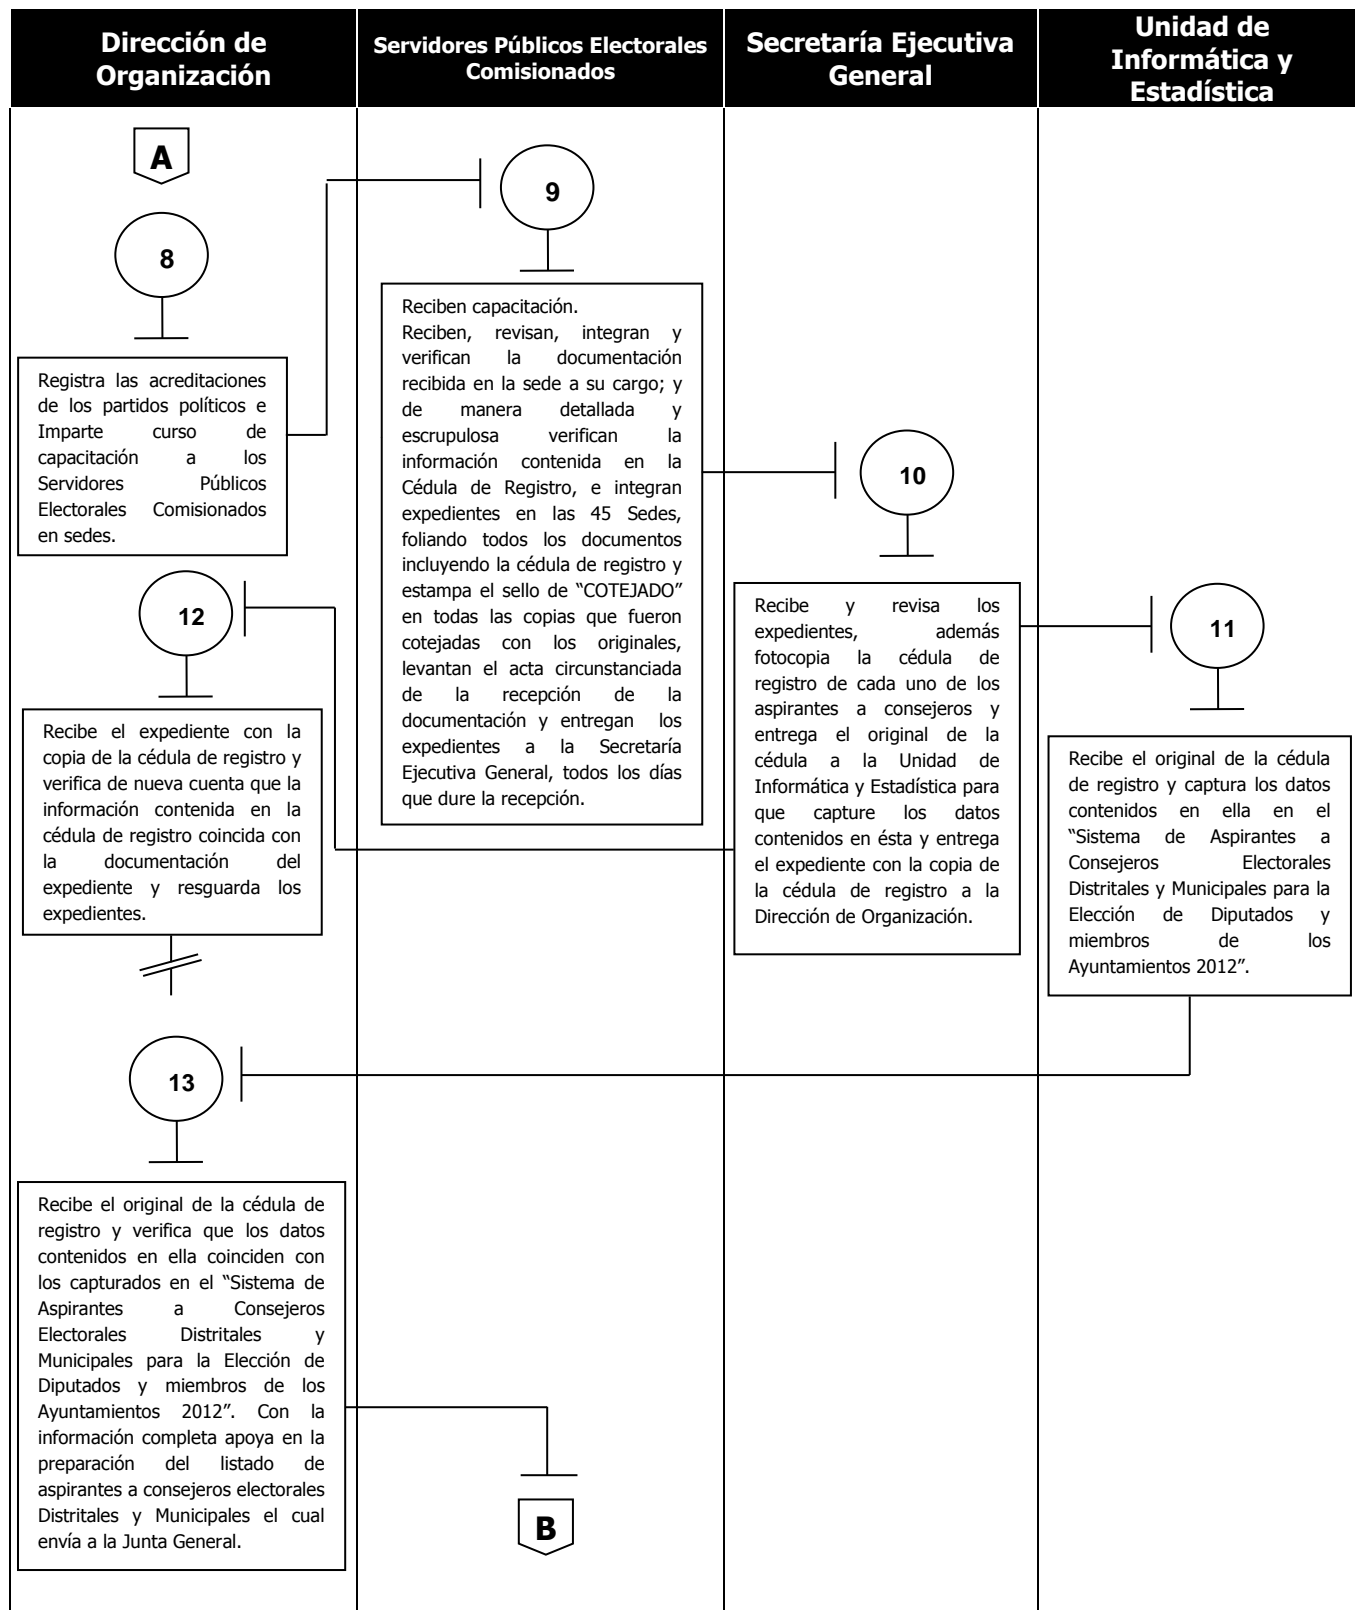 Dirección de
Organización
Servidores Públicos Electorales
Comisionados
Secretaría Ejecutiva
General
Unidad de
Informática y
Estadística
A
8
Registra las acreditaciones
de los partidos políticos e
Imparte curso de
capacitación a los
Servidores Públicos
Electorales Comisionados
en sedes.
9
Reciben capacitación.
Reciben, revisan, integran y
verifican la documentación
recibida en la sede a su cargo; y
de manera detallada y
escrupulosa verifican la
información contenida en la
Cédula de Registro, e integran
expedientes en las 45 Sedes,
foliando todos los documentos
incluyendo la cédula de registro y
estampa el sello de “COTEJADO”
en todas las copias que fueron
cotejadas con los originales,
levantan el acta circunstanciada
de la recepción de la
documentación y entregan los
expedientes a la Secretaría
Ejecutiva General, todos los días
que dure la recepción.
10
Recibe y revisa los
expedientes, además
fotocopia la cédula de
registro de cada uno de los
aspirantes a consejeros y
entrega el original de la
cédula a la Unidad de
Informática y Estadística para
que capture los datos
contenidos en ésta y entrega
el expediente con la copia de
la cédula de registro a la
Dirección de Organización.
11
Recibe el original de la cédula
de registro y captura los datos
contenidos en ella en el
“Sistema de Aspirantes a
Consejeros Electorales
Distritales y Municipales para la
Elección de Diputados y
miembros de los
Ayuntamientos 2012”.
12
Recibe el expediente con la
copia de la cédula de registro y
verifica de nueva cuenta que la
información contenida en la
cédula de registro coincida con
la documentación del
expediente y resguarda los
expedientes.
13
Recibe el original de la cédula de
registro y verifica que los datos
contenidos en ella coinciden con
los capturados en el “Sistema de
Aspirantes a Consejeros
Electorales Distritales y
Municipales para la Elección de
Diputados y miembros de los
Ayuntamientos 2012”. Con la
información completa apoya en la
preparación del listado de
aspirantes a consejeros electorales
Distritales y Municipales el cual
envía a la Junta General.
B